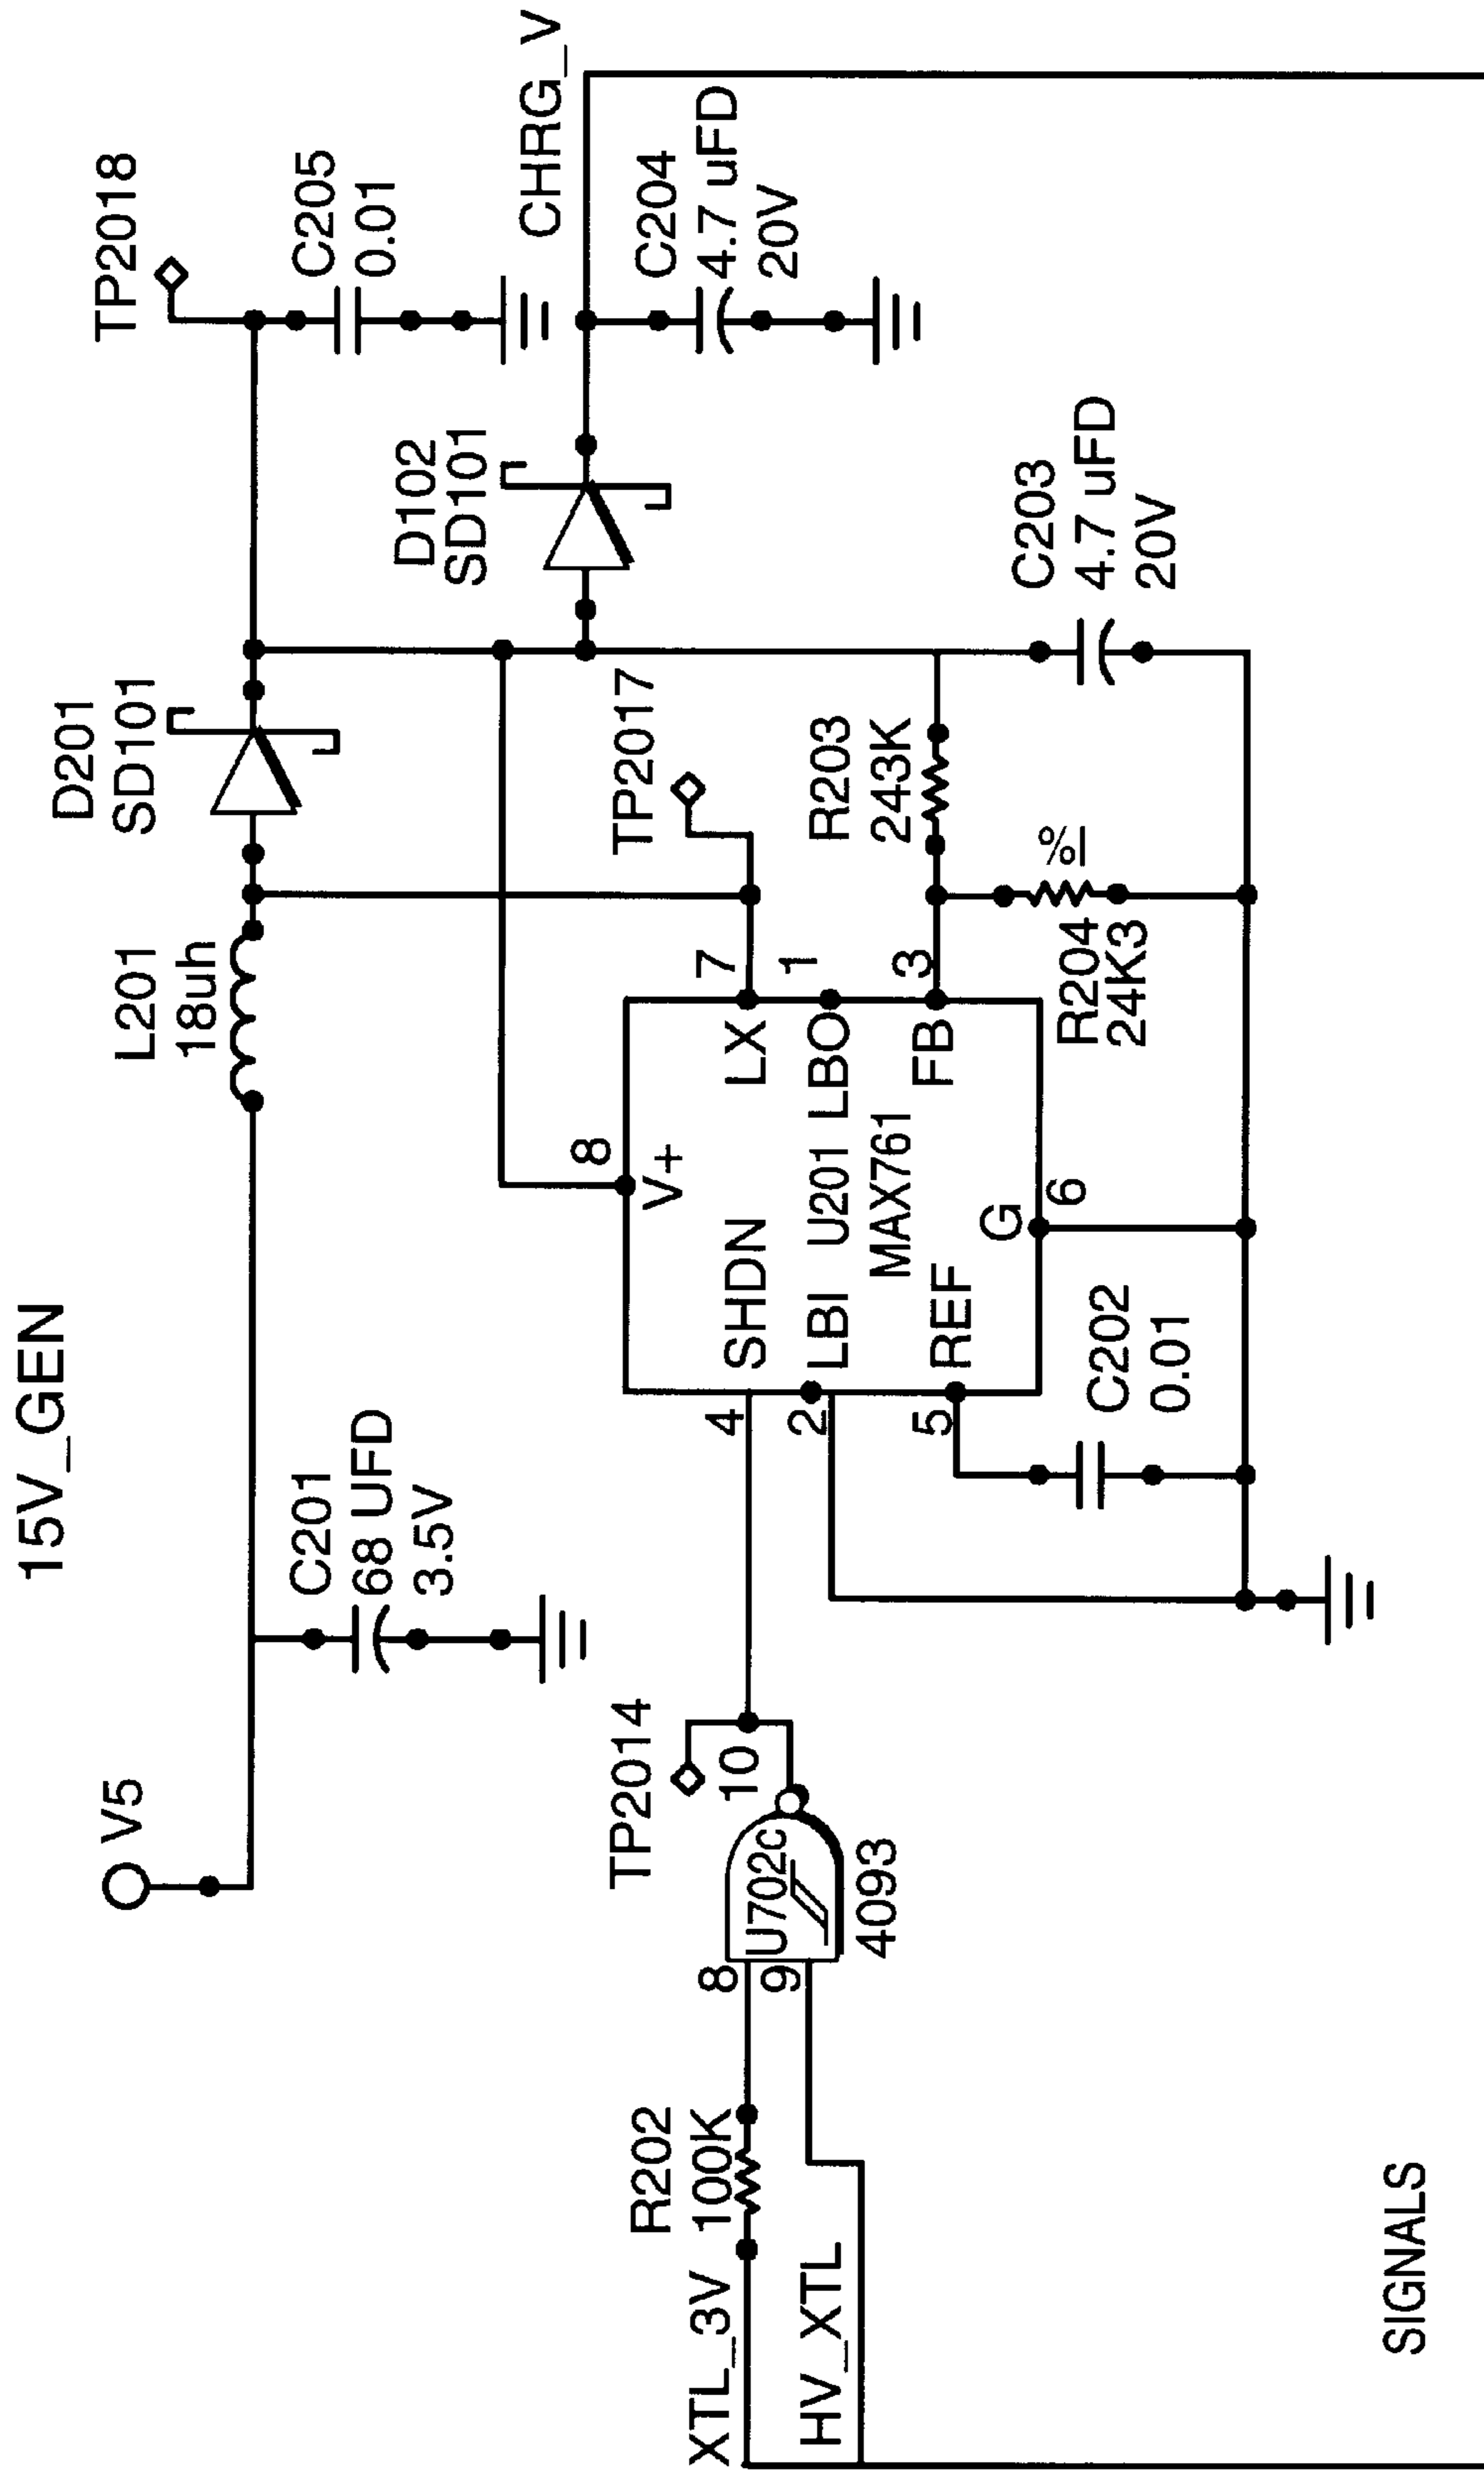 15V_GEN
V5
C201
68 UFD
3.5V
L201
18uh
D201
SD101
TP2018
C205
0.01
D102
SD101
CHRG_V
C204
4.7 uFD
20V
TP2014
10
U702C
4093
8
9
R202
100K
XTL_3V
HV_XTL
4
2
5
8
V+
SHDN
LX
7
LBI
U201
LBO
1
MAX761
REF
FB
3
G
6
TP2017
R203
243K
%I
R204
24K3
C202
0.01
C203
4.7 uFD
20V
SIGNALS